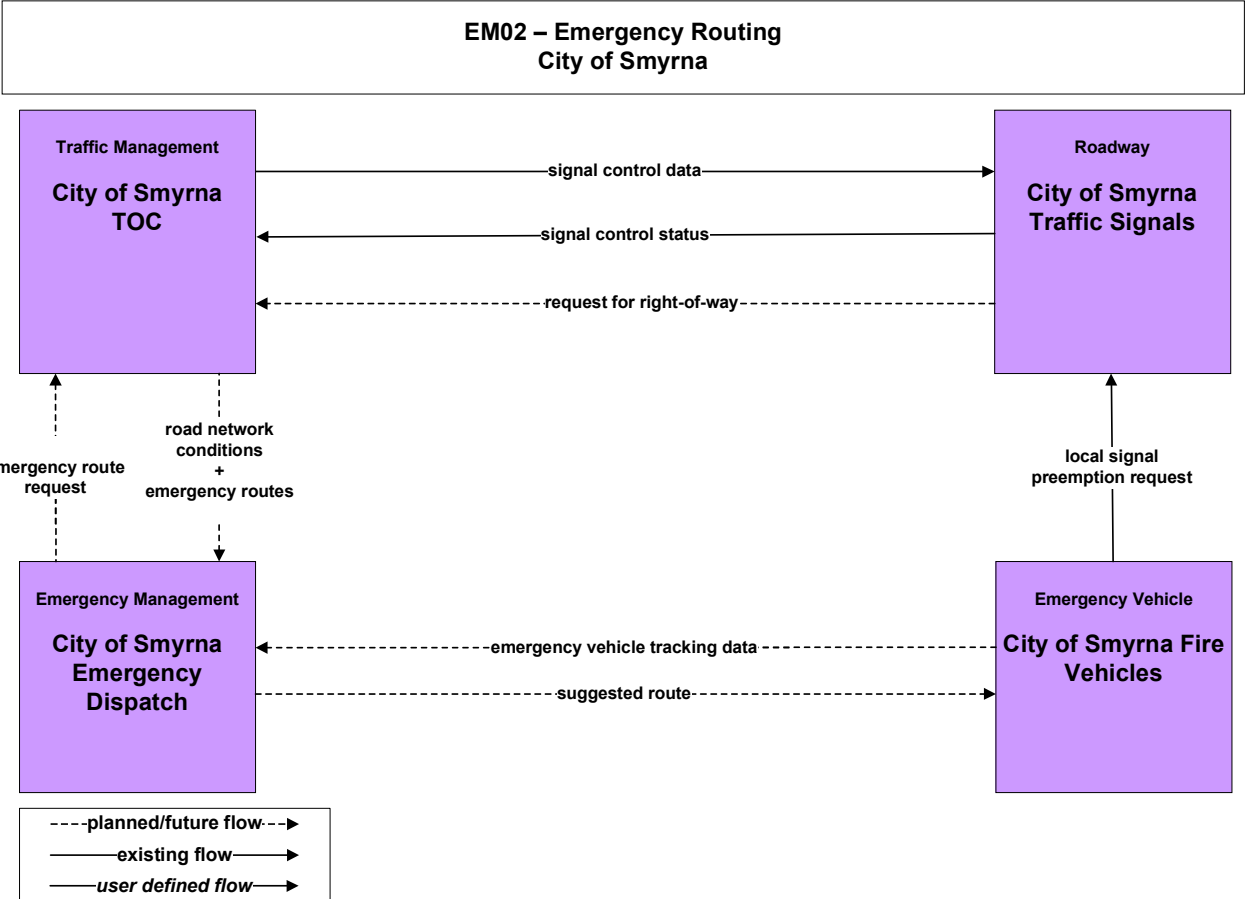 EM02 – Emergency Routing
City of Smyrna
Traffic Management
City of Smyrna
TOC
Roadway
City of Smyrna
Traffic Signals
signal control data
signal control status
request for right-of-way
mergency route
request
road network
conditions
+
emergency routes
local signal
preemption request
Emergency Management
City of Smyrna
Emergency
Dispatch
Emergency Vehicle
City of Smyrna Fire
Vehicles
emergency vehicle tracking data
suggested route
planned/future flow
existing flow
user defined flow